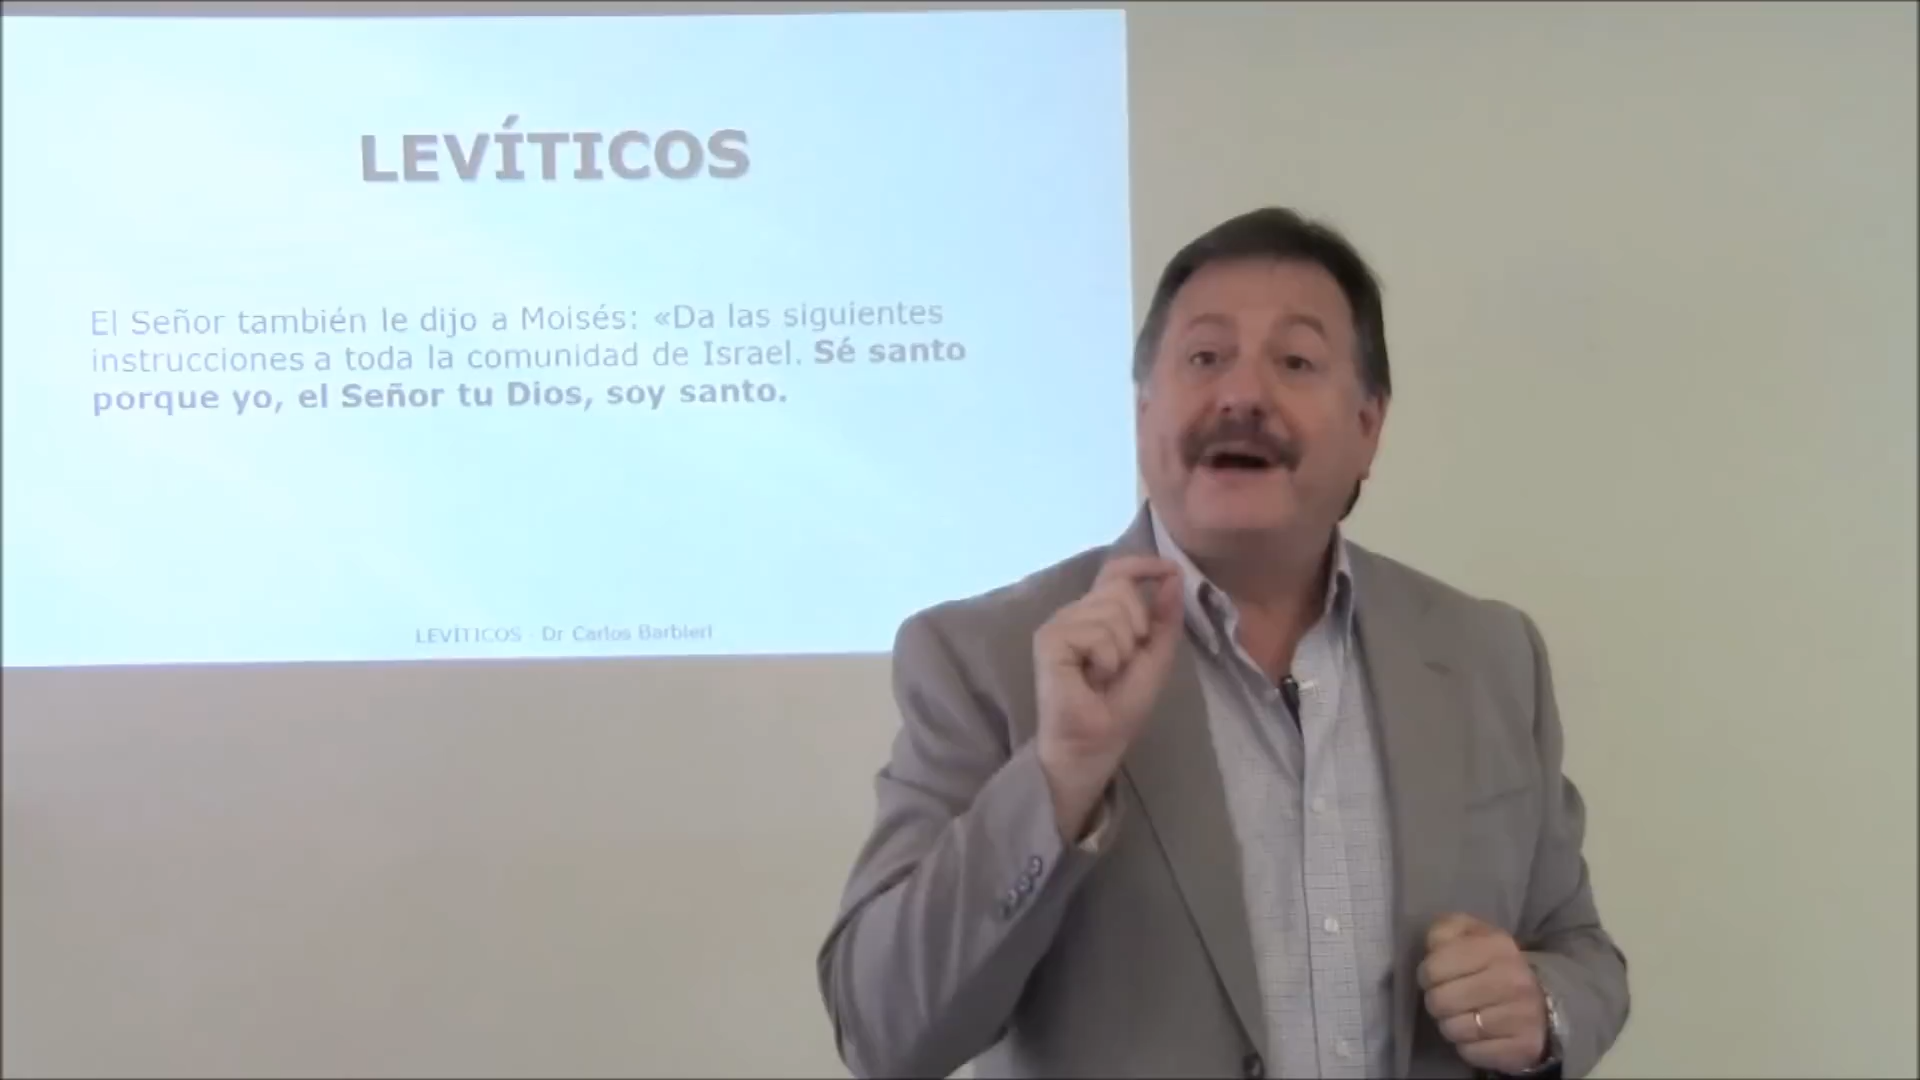 LEVÍTICOS
El Señor también le dijo a Moisés: «Da las siguientes
instrucciones a toda la comunidad de Israel. Sé santo
porque yo, el Señor tu Dios, soy santo.
LEVÍTICOS - Dr Carlos Barbieri